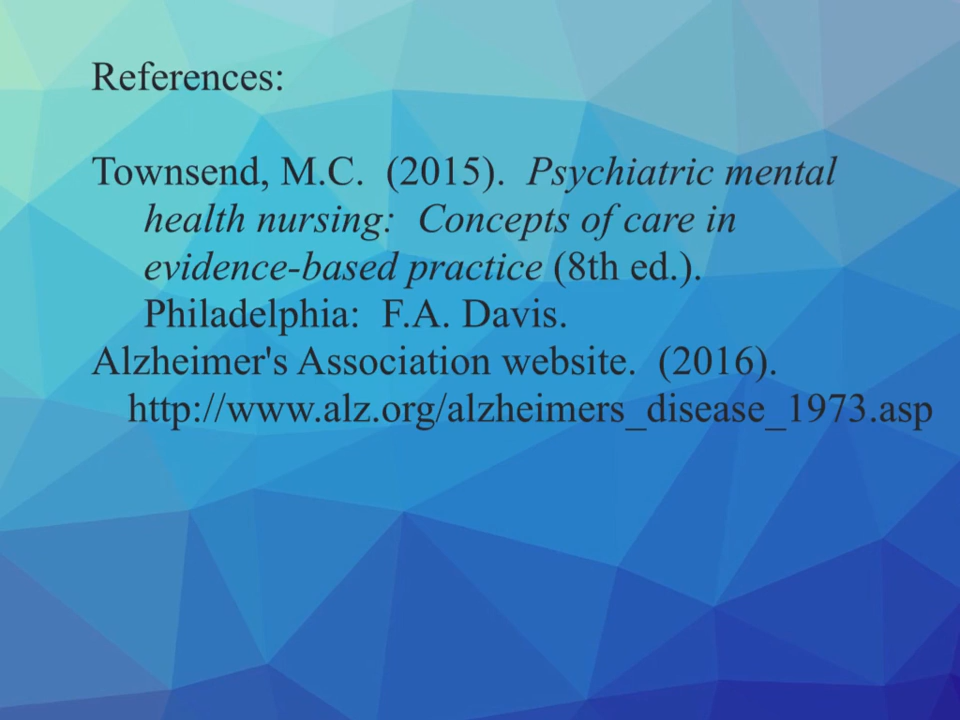 References:
Townsend, M.C.  (2015).  Psychiatric mental
health nursing:  Concepts of care in
evidence-based practice (8th ed.).
Philadelphia:  F.A. Davis.
Alzheimer's Association website.  (2016).
http://www.alz.org/alzheimers_disease_1973.asp